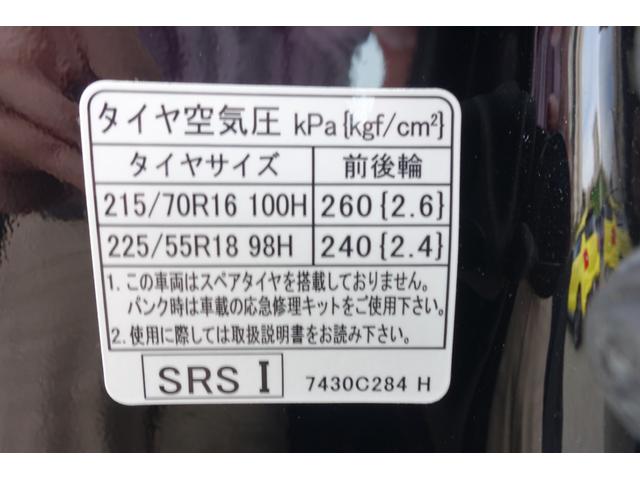 タイヤ空気圧 kPa{kgf/cm²}
タイヤサイズ 前後輪
215/70R16 100H 260{2.6}
225/55R18 98H 240{2.4}
1. この車両はスペアタイヤを搭載しておりません。
パンク時は車載の応急修理キットをご使用下さい。
2. 使用に際しては取扱説明書をお読み下さい。
SRS I 7430C284 H